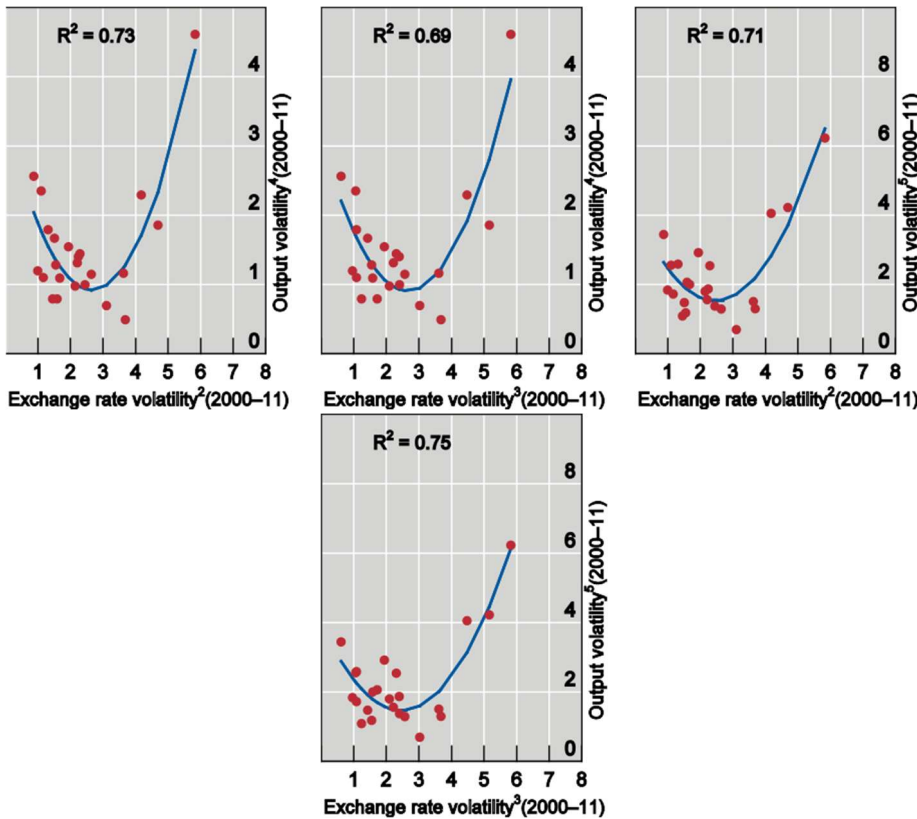 R² = 0.73
4
3
2
1
0
1 2 3 4 5 6 7 8
Exchange rate volatility²(2000–11)
Output volatility⁴(2000–11)
R² = 0.69
4
3
2
1
0
1 2 3 4 5 6 7 8
Exchange rate volatility³(2000–11)
Output volatility⁴(2000–11)
R² = 0.71
8
6
4
2
0
1 2 3 4 5 6 7 8
Exchange rate volatility²(2000–11)
Output volatility⁵(2000–11)
R² = 0.75
8
6
4
2
0
1 2 3 4 5 6 7 8
Exchange rate volatility³(2000–11)
Output volatility⁵(2000–11)